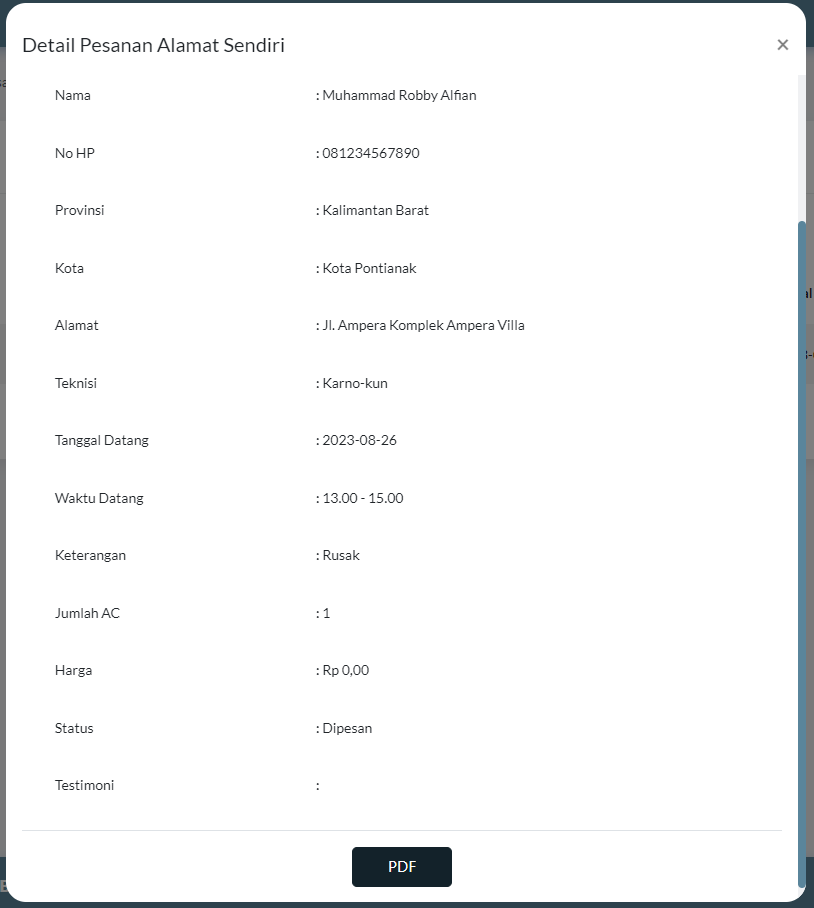 Detail Pesanan Alamat Sendiri ×
Nama : Muhammad Robby Alfian
No HP : 081234567890
Provinsi : Kalimantan Barat
Kota : Kota Pontianak
Alamat : Jl. Ampera Komplek Ampera Villa
Teknisi : Karno-kun
Tanggal Datang : 2023-08-26
Waktu Datang : 13.00 - 15.00
Keterangan : Rusak
Jumlah AC : 1
Harga : Rp 0,00
Status : Dipesan
Testimoni :
PDF